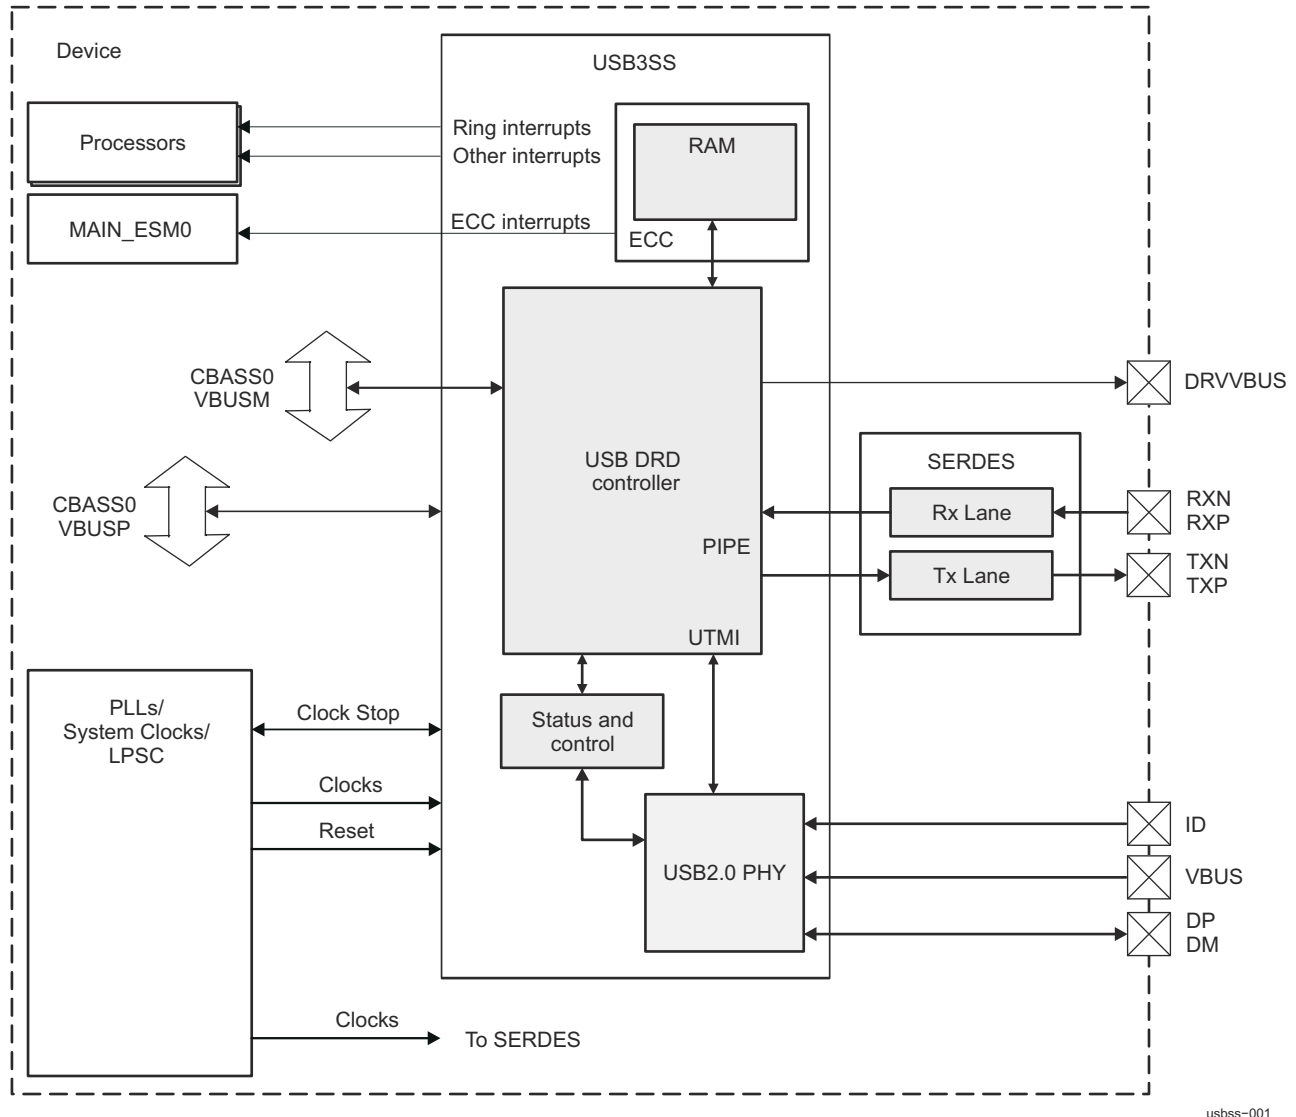 Device
USB3SS
Processors
Ring interrupts
Other interrupts
RAM
MAIN_ESM0
ECC interrupts
ECC
CBASS0
VBUSM
DRVVBUS
USB DRD
controller
SERDES
CBASS0
VBUSP
Rx Lane
RXN
RXP
PIPE
Tx Lane
TXN
TXP
UTMI
PLLs/
System Clocks/
LPSC
Clock Stop
Status and
control
Clocks
Reset
ID
USB2.0 PHY
VBUS
DP
DM
Clocks
To SERDES
usbss-001